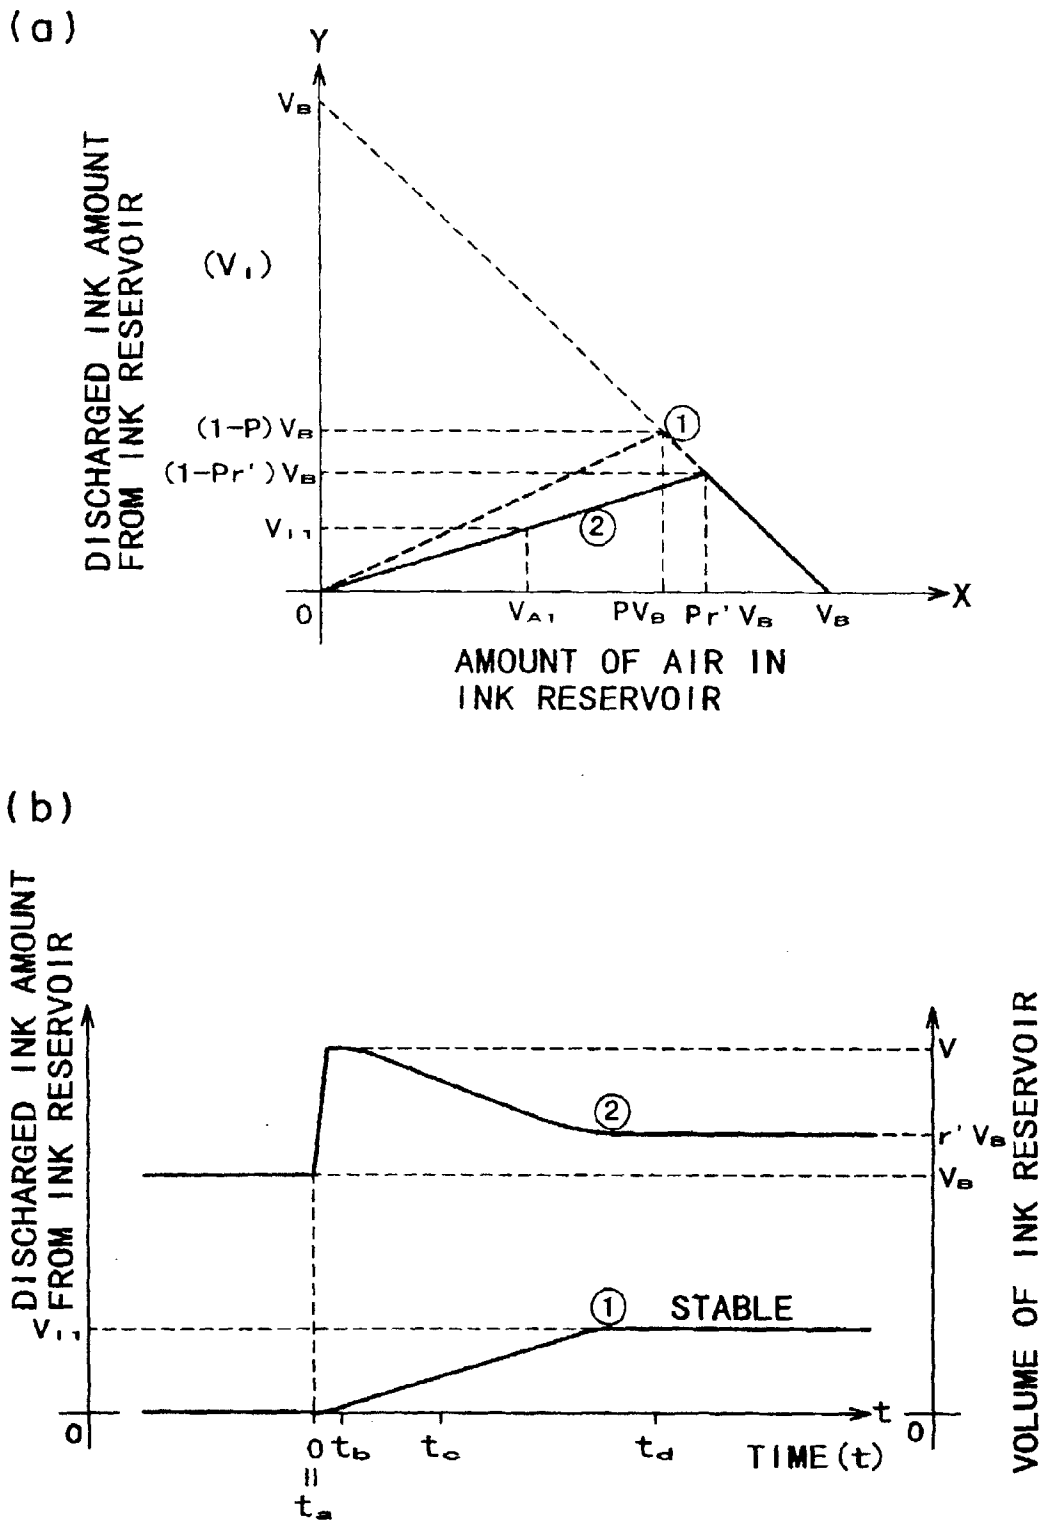 (a)
Y
V_B
DISCHARGED INK AMOUNT
FROM INK RESERVOIR
(V_I)
(1-P) V_B
①
(1-Pr') V_B
V_I1
②
0
V_A1
PV_B
Pr' V_B
V_B
X
AMOUNT OF AIR IN
INK RESERVOIR
(b)
DISCHARGED INK AMOUNT
FROM INK RESERVOIR
V
②
r' V_B
V_B
VOLUME OF INK RESERVOIR
①
STABLE
V_I1
0
0
t_b
t_c
t_d
t
0
TIME(t)
=
t_a